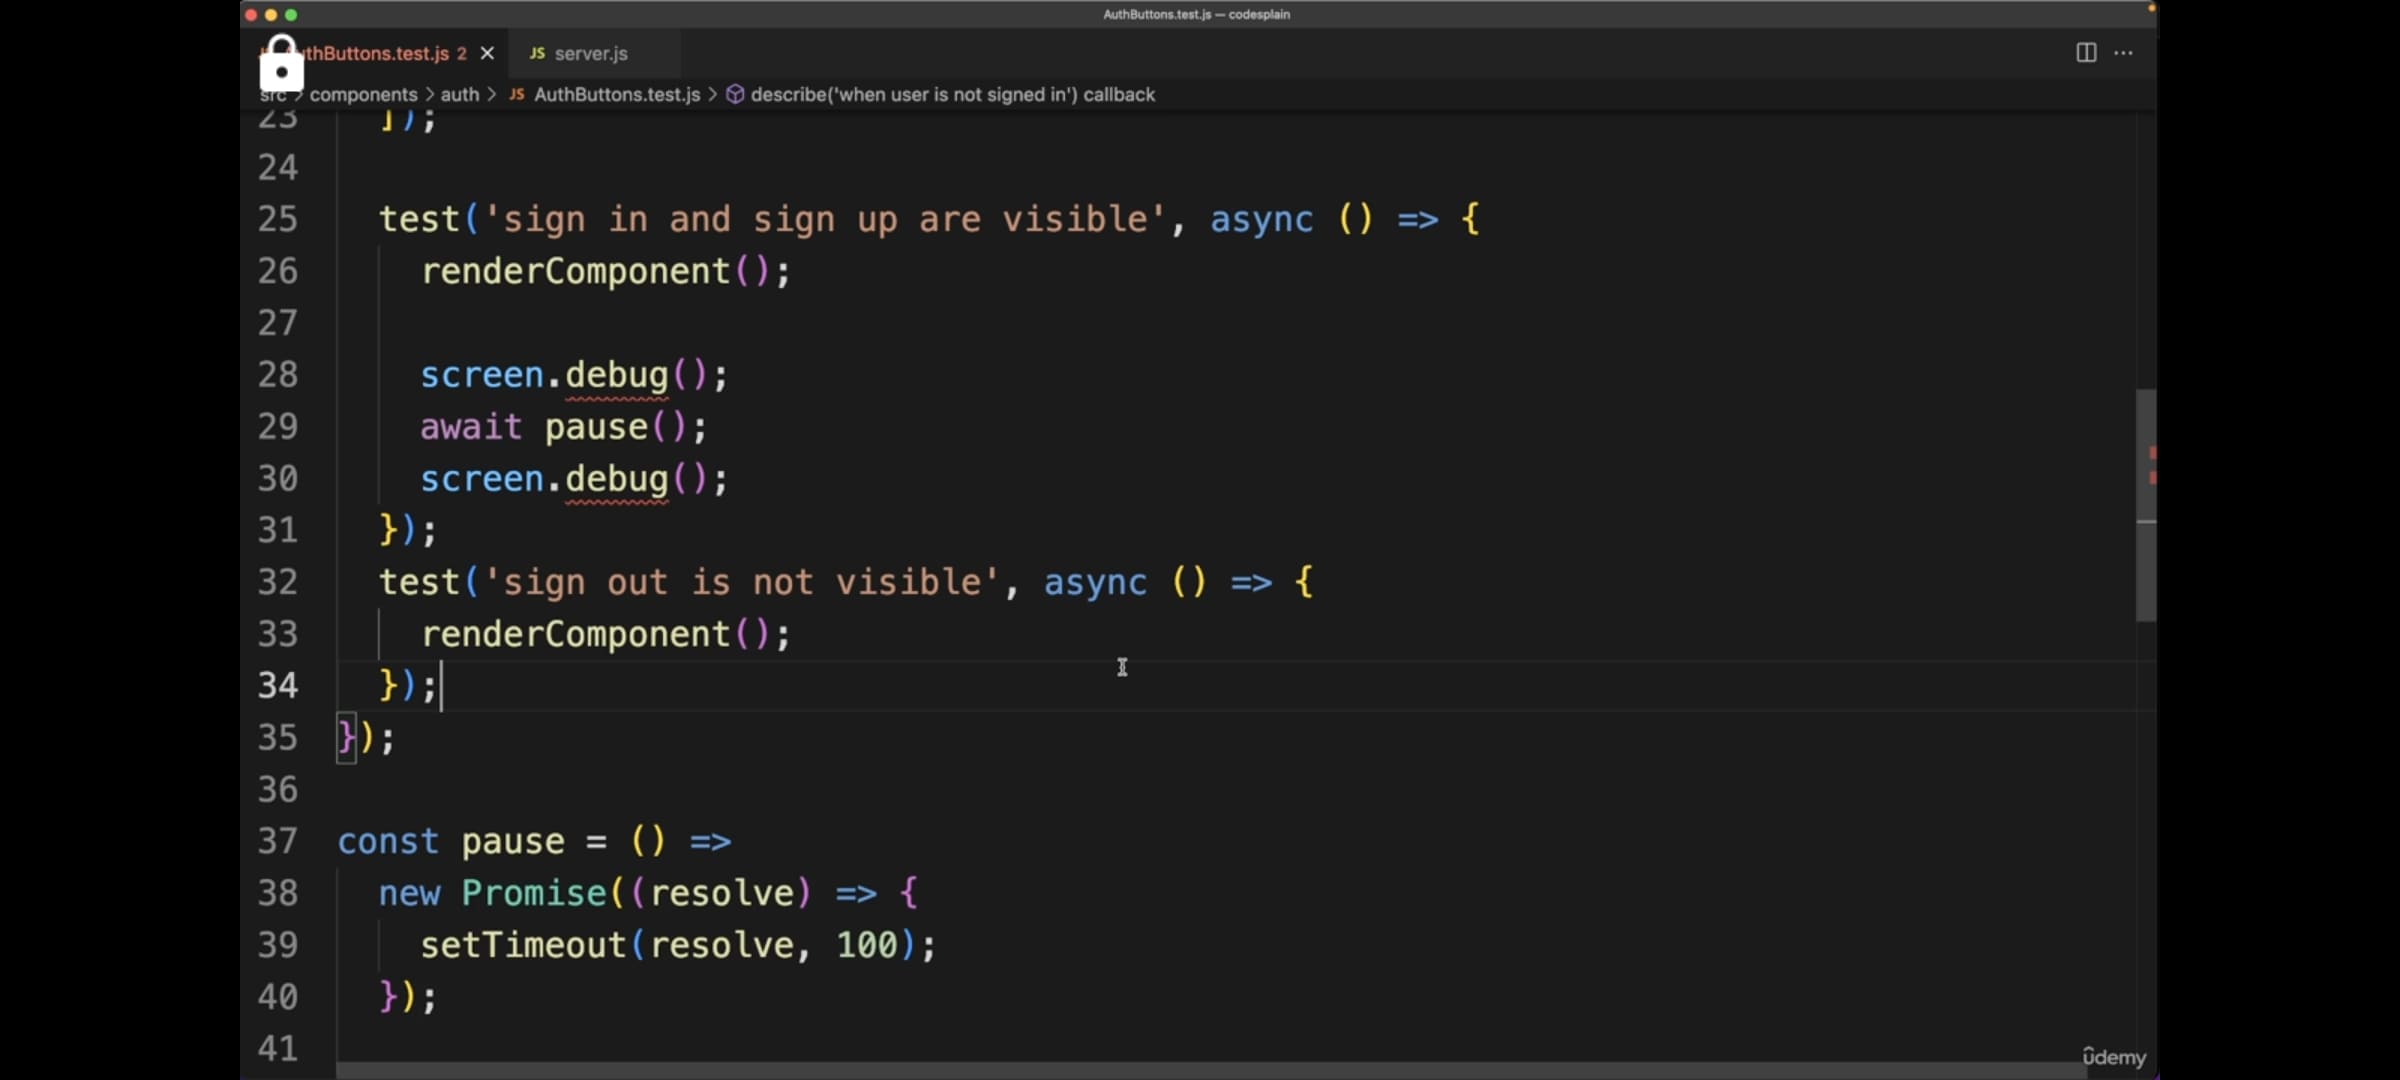 AuthButtons.test.js — codesplain
thButtons.test.js 2 × JS server.js
src > components > auth > JS AuthButtons.test.js > describe('when user is not signed in') callback
23 ]);
24
25 test('sign in and sign up are visible', async () => {
26 renderComponent();
27
28 screen.debug();
29 await pause();
30 screen.debug();
31 });
32 test('sign out is not visible', async () => {
33 renderComponent();
34 });
35 });
36
37 const pause = () =>
38 new Promise((resolve) => {
39 setTimeout(resolve, 100);
40 });
41
ûdemy